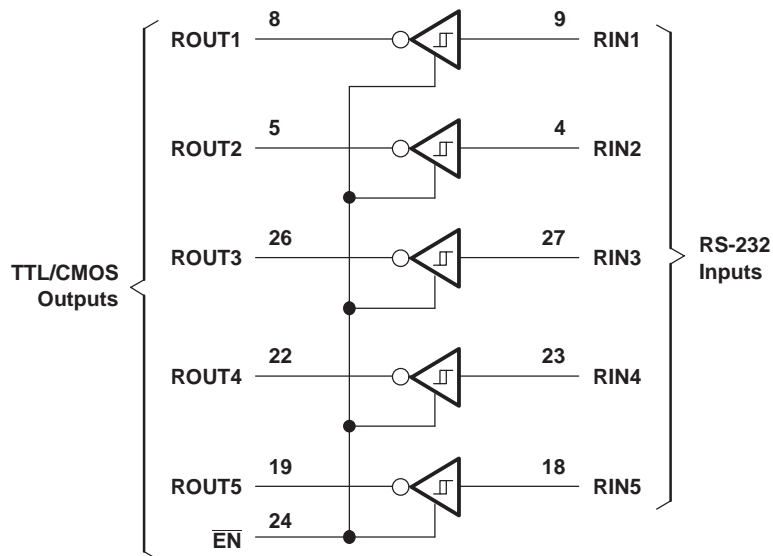 ROUT1 8 9 RIN1
ROUT2 5 4 RIN2
ROUT3 26 27 RIN3
TTL/CMOS
Outputs
RS-232
Inputs
ROUT4 22 23 RIN4
ROUT5 19 18 RIN5
EN 24